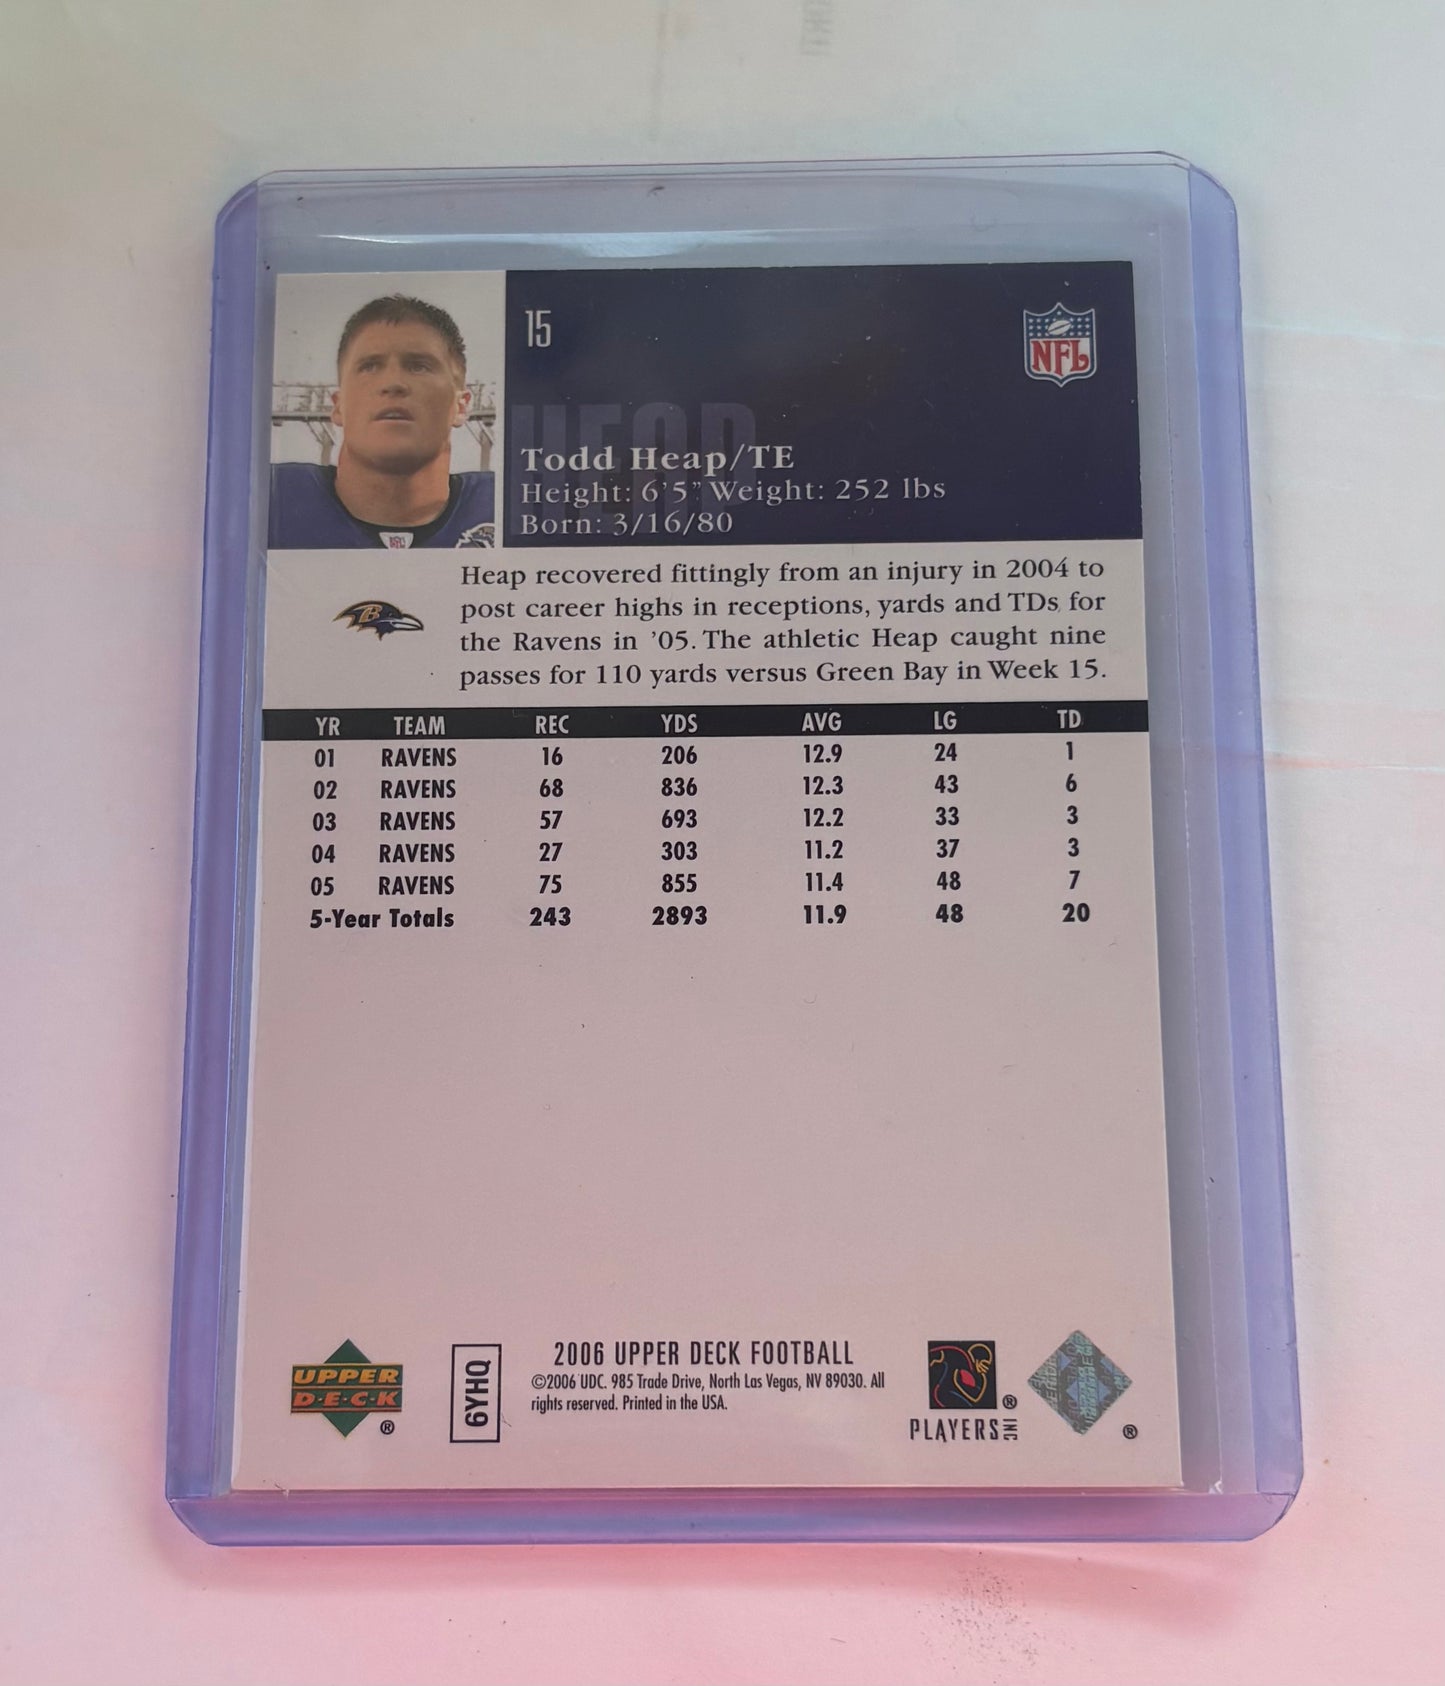 15
NFL
HEAP
Todd Heap/TE
Height: 6'5" Weight: 252 lbs
Born: 3/16/80
B
Heap recovered fittingly from an injury in 2004 to
post career highs in receptions, yards and TDs for
the Ravens in '05. The athletic Heap caught nine
passes for 110 yards versus Green Bay in Week 15.
YR TEAM REC YDS AVG LG TD
01 RAVENS 16 206 12.9 24 1
02 RAVENS 68 836 12.3 43 6
03 RAVENS 57 693 12.2 33 3
04 RAVENS 27 303 11.2 37 3
05 RAVENS 75 855 11.4 48 7
5-Year Totals 243 2893 11.9 48 20
UPPER
D·E·C·K
®
6YHQ
2006 UPPER DECK FOOTBALL
©2006 UDC. 985 Trade Drive, North Las Vegas, NV 89030. All
rights reserved. Printed in the USA.
®
PLAYERS INC
®